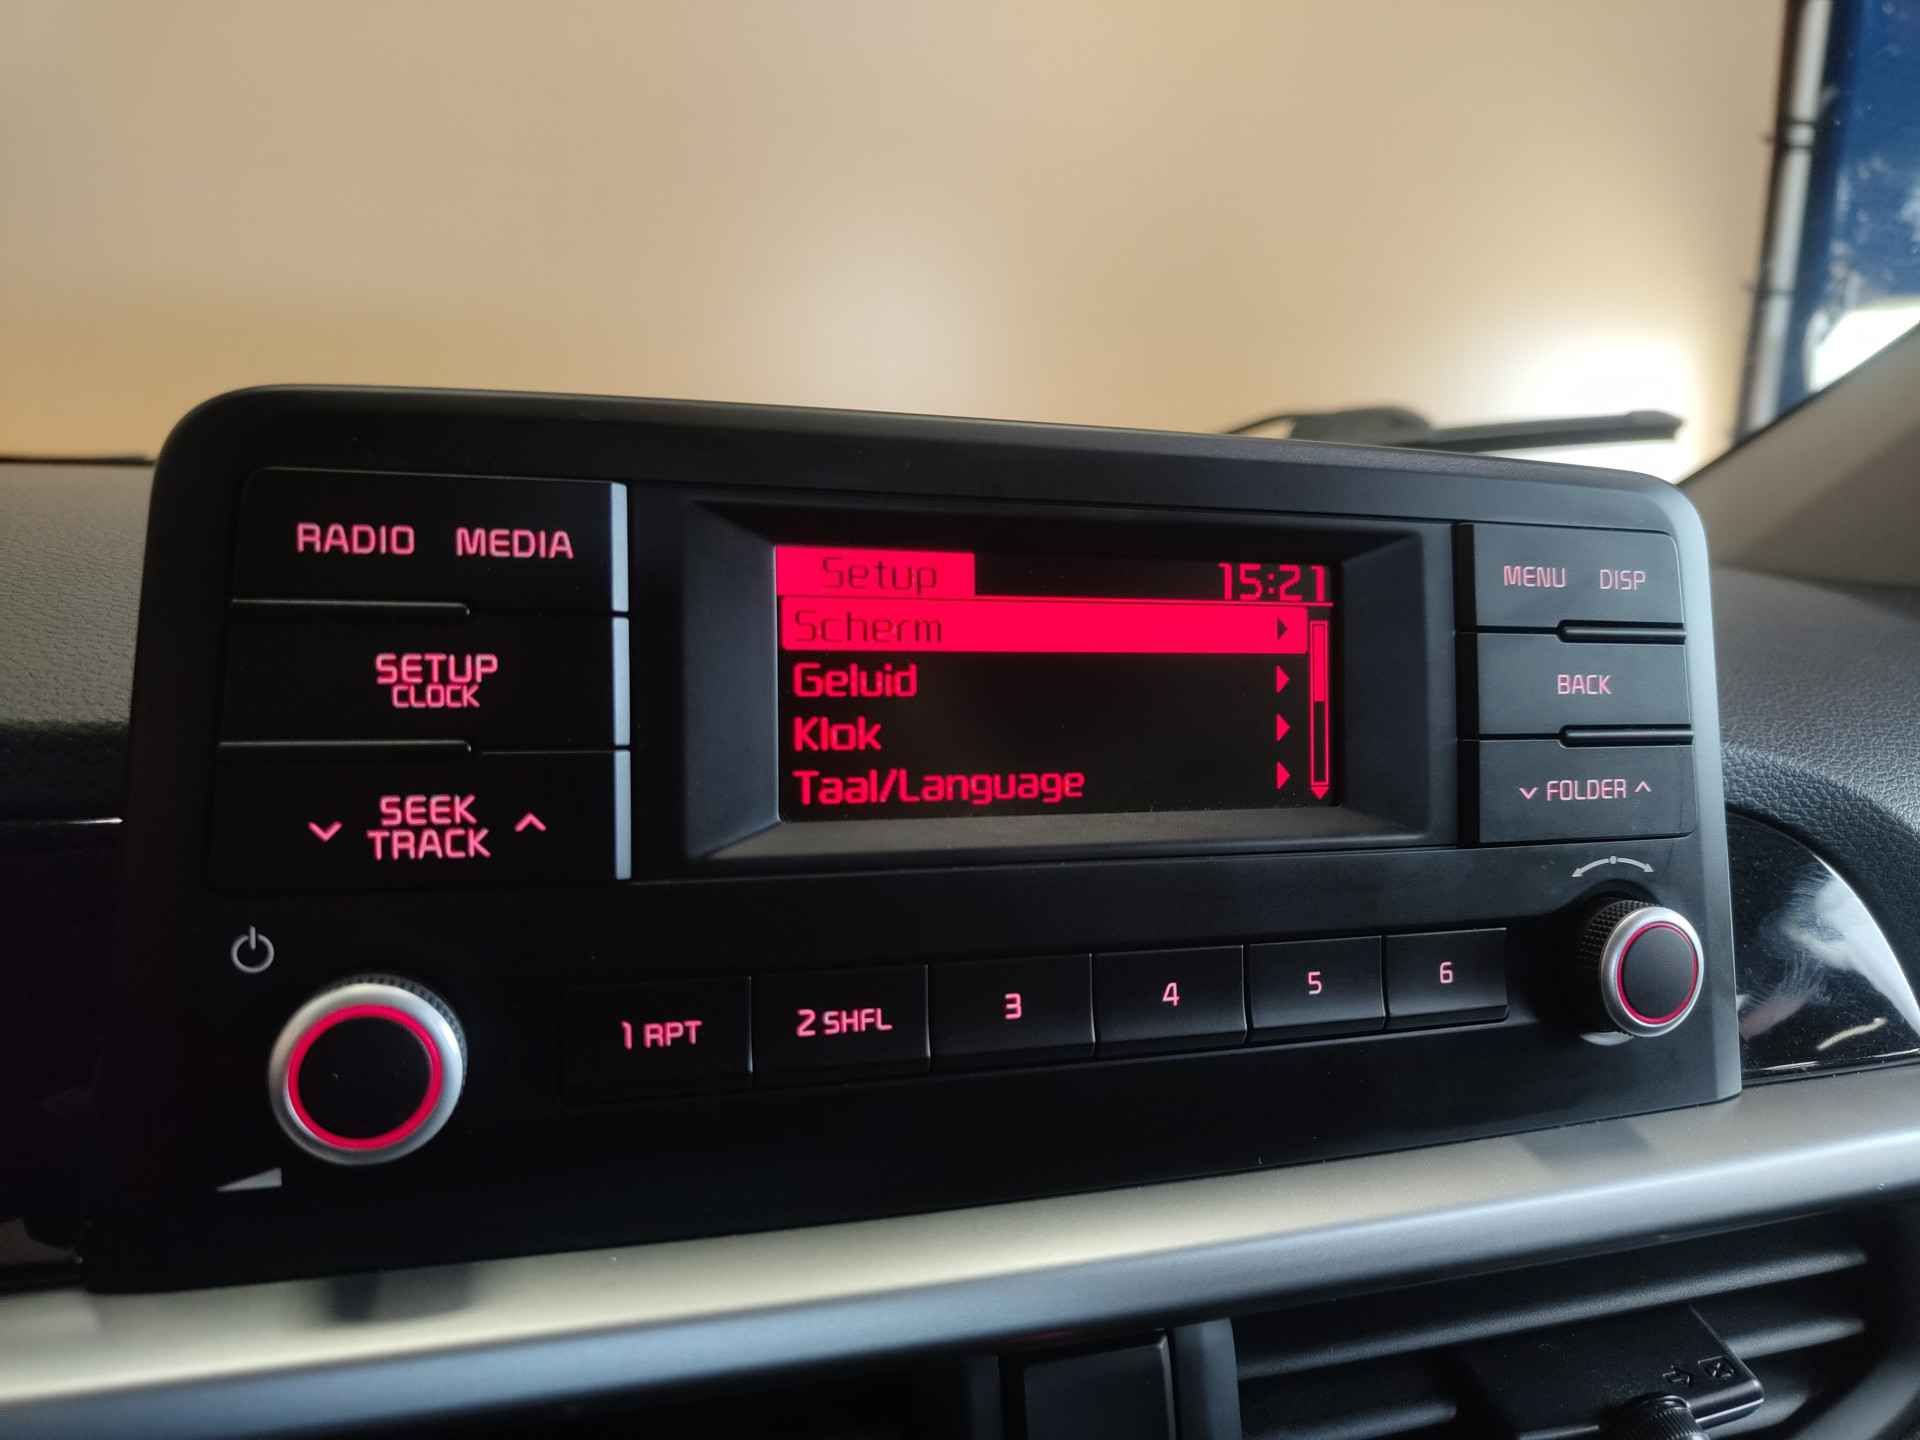 RADIO MEDIA
SETUP
CLOCK
SEEK
TRACK
Setup 15:21
Scherm
Geluid
Klok
Taal/Language
MENU DISP
BACK
FOLDER
1 RPT 2 SHFL 3 4 5 6